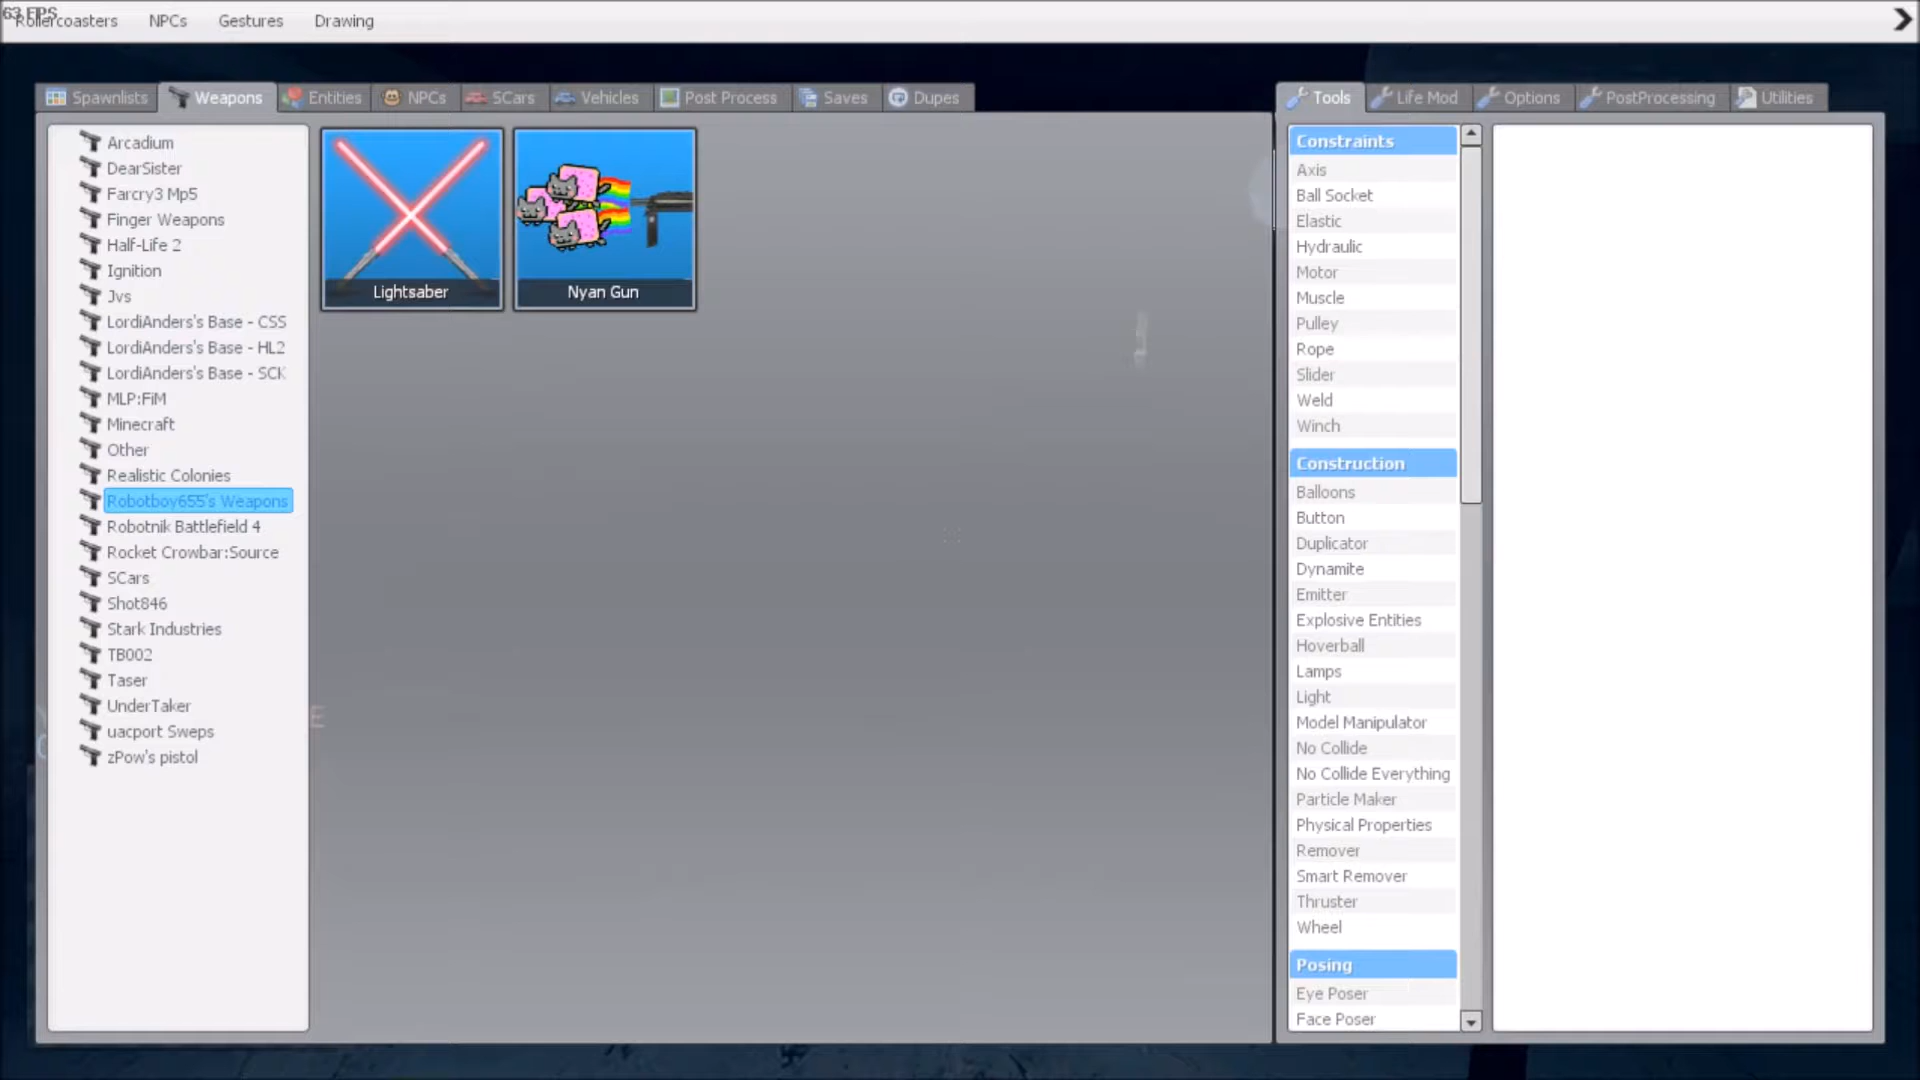 63 FPS
Rollercoasters NPCs Gestures Drawing
Spawnlists Weapons Entities NPCs SCars Vehicles Post Process Saves Dupes
Arcadium
DearSister
Farcry3 Mp5
Finger Weapons
Half-Life 2
Ignition
Jvs
LordiAnders's Base - CSS
LordiAnders's Base - HL2
LordiAnders's Base - SCK
MLP:FiM
Minecraft
Other
Realistic Colonies
Robotboy655's Weapons
Robotnik Battlefield 4
Rocket Crowbar:Source
SCars
Shot846
Stark Industries
TB002
Taser
UnderTaker
uacport Sweps
zPow's pistol
Lightsaber
Nyan Gun
Tools Life Mod Options PostProcessing Utilities
Constraints
Axis
Ball Socket
Elastic
Hydraulic
Motor
Muscle
Pulley
Rope
Slider
Weld
Winch
Construction
Balloons
Button
Duplicator
Dynamite
Emitter
Explosive Entities
Hoverball
Lamps
Light
Model Manipulator
No Collide
No Collide Everything
Particle Maker
Physical Properties
Remover
Smart Remover
Thruster
Wheel
Posing
Eye Poser
Face Poser